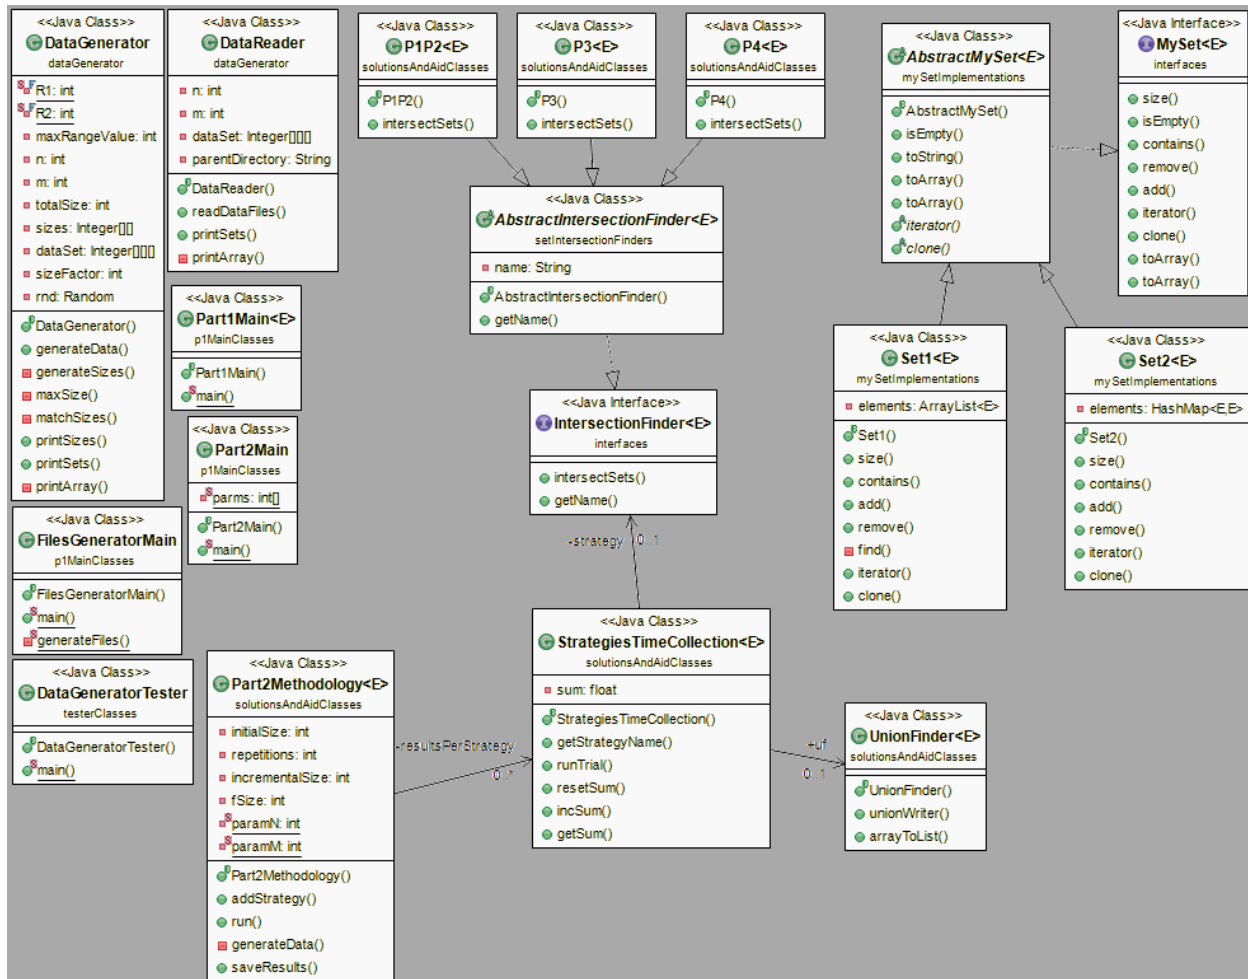 <<Java Class>>
DataGenerator
dataGenerator
R1: int
R2: int
maxRangeValue: int
n: int
m: int
totalSize: int
sizes: Integer[][]
dataSet: Integer[][][]
sizeFactor: int
rnd: Random
DataGenerator()
generateData()
generateSizes()
maxSize()
matchSizes()
printSizes()
printSets()
printArray()
<<Java Class>>
DataReader
dataGenerator
n: int
m: int
dataSet: Integer[][][]
parentDirectory: String
DataReader()
readDataFiles()
printSets()
printArray()
<<Java Class>>
Part1Main<E>
p1MainClasses
Part1Main()
main()
<<Java Class>>
Part2Main
p1MainClasses
parms: int[]
Part2Main()
main()
<<Java Class>>
FilesGeneratorMain
p1MainClasses
FilesGeneratorMain()
main()
generateFiles()
<<Java Class>>
DataGeneratorTester
testerClasses
DataGeneratorTester()
main()
<<Java Class>>
P1P2<E>
solutionsAndAidClasses
P1P2()
intersectSets()
<<Java Class>>
P3<E>
solutionsAndAidClasses
P3()
intersectSets()
<<Java Class>>
P4<E>
solutionsAndAidClasses
P4()
intersectSets()
<<Java Class>>
AbstractIntersectionFinder<E>
setIntersectionFinders
name: String
AbstractIntersectionFinder()
getName()
<<Java Interface>>
IntersectionFinder<E>
interfaces
intersectSets()
getName()
-strategy 0..1
<<Java Class>>
StrategiesTimeCollection<E>
solutionsAndAidClasses
sum: float
StrategiesTimeCollection()
getStrategyName()
runTrial()
resetSum()
incSum()
getSum()
<<Java Class>>
Part2Methodology<E>
solutionsAndAidClasses
initialSize: int
repetitions: int
incrementalSize: int
fSize: int
paramN: int
paramM: int
Part2Methodology()
addStrategy()
run()
generateData()
saveResults()
-resultsPerStrategy
0..*
+uf
0..1
<<Java Class>>
UnionFinder<E>
solutionsAndAidClasses
UnionFinder()
unionWriter()
arrayToList()
<<Java Class>>
AbstractMySet<E>
mySetImplementations
AbstractMySet()
isEmpty()
toString()
toArray()
toArray()
iterator()
clone()
<<Java Interface>>
MySet<E>
interfaces
size()
isEmpty()
contains()
remove()
add()
iterator()
clone()
toArray()
toArray()
<<Java Class>>
Set1<E>
mySetImplementations
elements: ArrayList<E>
Set1()
size()
contains()
add()
remove()
find()
iterator()
clone()
<<Java Class>>
Set2<E>
mySetImplementations
elements: HashMap<E,E>
Set2()
size()
contains()
add()
remove()
iterator()
clone()